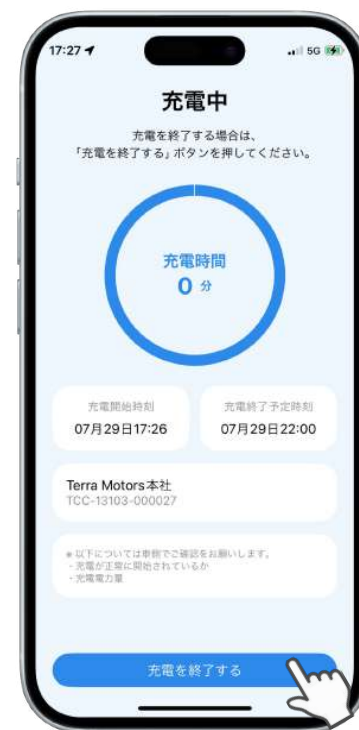 17:27
5G
充電中
充電を終了する場合は、
「充電を終了する」ボタンを押してください。
充電時間
0 分
充電開始時刻
07月29日17:26
充電終了予定時刻
07月29日22:00
Terra Motors本社
TCC-13103-000027
※以下については車側でご確認をお願いします。
・充電が正常に開始されているか
・充電電力量
充電を終了する